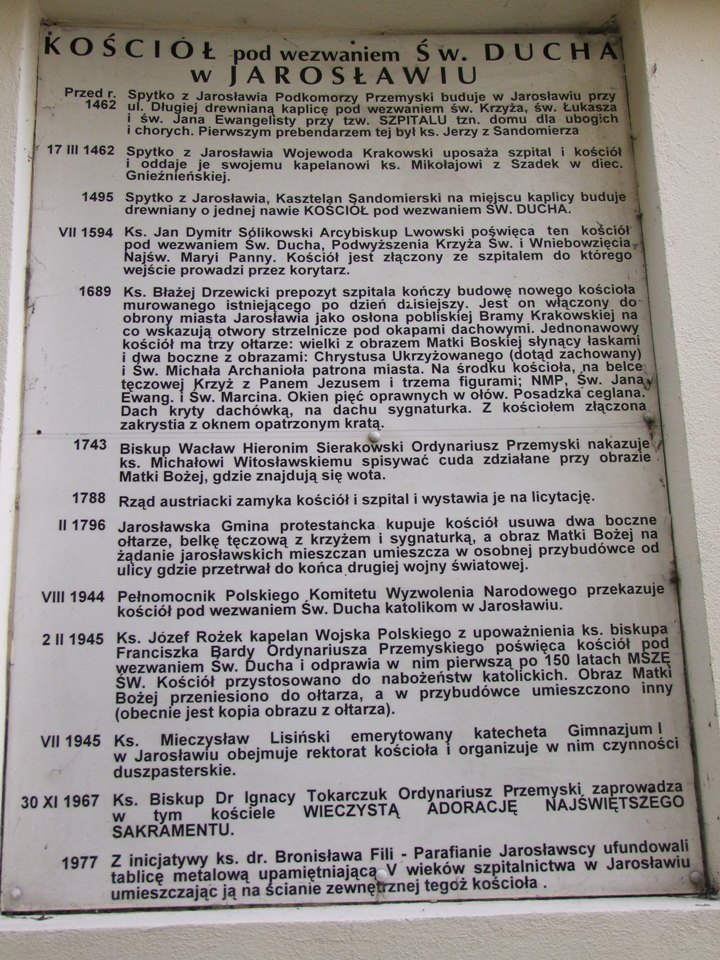 KOŚCIÓŁ pod wezwaniem ŚW. DUCHA
w JAROSŁAWIU
Przed r. 1462 Spytko z Jarosławia Podkomorzy Przemyski buduje w Jarosławiu przy
ul. Długiej drewnianą kaplicę pod wezwaniem św. Krzyża, św. Łukasza
i św. Jana Ewangelisty przy tzw. SZPITALU tzn. domu dla ubogich
i chorych. Pierwszym prebendarzem tej był ks. Jerzy z Sandomierza
17 III 1462 Spytko z Jarosławia Wojewoda Krakowski uposaża szpital i kościół
i oddaje je swojemu kapelanowi ks. Mikołajowi z Szadek w diec.
Gnieźnieńskiej.
1495 Spytko z Jarosławia, Kasztelan Sandomierski na miejscu kaplicy buduje
drewniany o jednej nawie KOŚCIÓŁ pod wezwaniem ŚW. DUCHA.
VII 1594 Ks. Jan Dymitr Sólikowski Arcybiskup Lwowski poświęca ten kościół
pod wezwaniem Św. Ducha, Podwyższenia Krzyża Św. i Wniebowzięcia
Najśw. Maryi Panny. Kościół jest złączony ze szpitalem do którego
wejście prowadzi przez korytarz.
1689 Ks. Błażej Drzewicki prepozyt szpitala kończy budowę nowego kościoła
murowanego istniejącego po dzień dzisiejszy. Jest on włączony do
obrony miasta Jarosławia jako osłona pobliskiej Bramy Krakowskiej na
co wskazują otwory strzelnicze pod okapami dachowymi. Jednonawowy
kościół ma trzy ołtarze: wielki z obrazem Matki Boskiej słynący łaskami
i dwa boczne z obrazami: Chrystusa Ukrzyżowanego (dotąd zachowany)
i Św. Michała Archanioła patrona miasta. Na środku kościoła, na belce
tęczowej Krzyż z Panem Jezusem i trzema figurami; NMP, Św. Jana
Ewang. i Św. Marcina. Okien pięć oprawnych w ołów. Posadzka ceglana.
Dach kryty dachówką, na dachu sygnaturka. Z kościołem złączona
zakrystia z oknem opatrzonym kratą.
1743 Biskup Wacław Hieronim Sierakowski Ordynariusz Przemyski nakazuje
ks. Michałowi Witosławskiemu spisywać cuda zdziałane przy obrazie
Matki Bożej, gdzie znajdują się wota.
1788 Rząd austriacki zamyka kościół i szpital i wystawia je na licytację.
II 1796 Jarosławska Gmina protestancka kupuje kościół usuwa dwa boczne
ołtarze, belkę tęczową z krzyżem i sygnaturką, a obraz Matki Bożej na
żądanie jarosławskich mieszczan umieszcza w osobnej przybudówce od
ulicy gdzie przetrwał do końca drugiej wojny światowej.
VIII 1944 Pełnomocnik Polskiego Komitetu Wyzwolenia Narodowego przekazuje
kościół pod wezwaniem Św. Ducha katolikom w Jarosławiu.
2 II 1945 Ks. Józef Rożek kapelan Wojska Polskiego z upoważnienia ks. biskupa
Franciszka Bardy Ordynariusza Przemyskiego poświęca kościół pod
wezwaniem Św. Ducha i odprawia w nim pierwszą po 150 latach MSZĘ
ŚW. Kościół przystosowano do nabożeństw katolickich. Obraz Matki
Bożej przeniesiono do ołtarza, a w przybudówce umieszczono inny
(obecnie jest kopia obrazu z ołtarza).
VII 1945 Ks. Mieczysław Lisiński emerytowany katecheta Gimnazjum I
w Jarosławiu obejmuje rektorat kościoła i organizuje w nim czynności
duszpasterskie.
30 XI 1967 Ks. Biskup Dr Ignacy Tokarczuk Ordynariusz Przemyski zaprowadza
w tym kościele WIECZYSTĄ ADORACJĘ NAJŚWIĘTSZEGO
SAKRAMENTU.
1977 Z inicjatywy ks. dr. Bronisława Fili - Parafianie Jarosławscy ufundowali
tablicę metalową upamiętniającą V wieków szpitalnictwa w Jarosławiu
umieszczając ją na ścianie zewnętrznej tegoż kościoła .